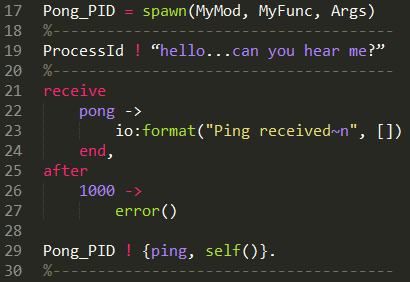 17 Pong_PID = spawn(MyMod, MyFunc, Args)
18 %-----------------------------------
19 ProcessId ! “hello...can you hear me?”
20 %-----------------------------------
21 receive
22     pong ->
23         io:format("Ping received~n", [])
24     end,
25 after
26     1000 ->
27         error()
28
29 Pong_PID ! {ping, self()}.
30 %-----------------------------------